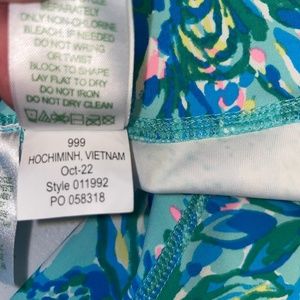 SEPARATELY
ONLY NON-CHLORINE
BLEACH, IF NEEDED
DO NOT WRING
OR TWIST
BLOCK TO SHAPE
LAY FLAT TO DRY
DO NOT IRON
DO NOT DRY CLEAN
999
HOCHIMINH, VIETNAM
Oct-22
Style 011992
PO 058318